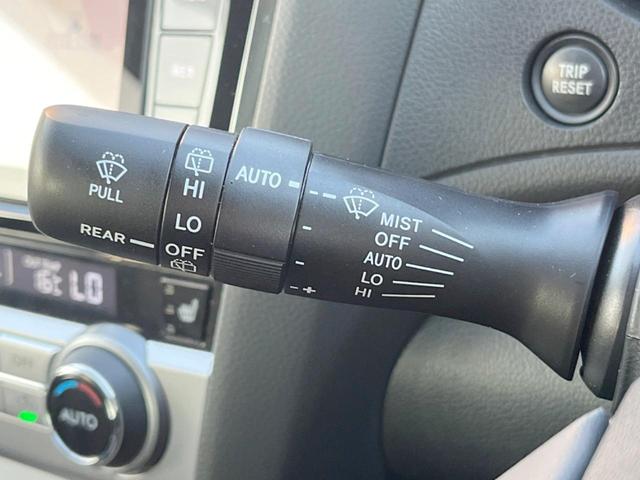 TRIP
RESET
PULL
REAR
HI
LO
OFF
AUTO
- +
MIST
OFF
AUTO
LO
HI
LO
AUTO